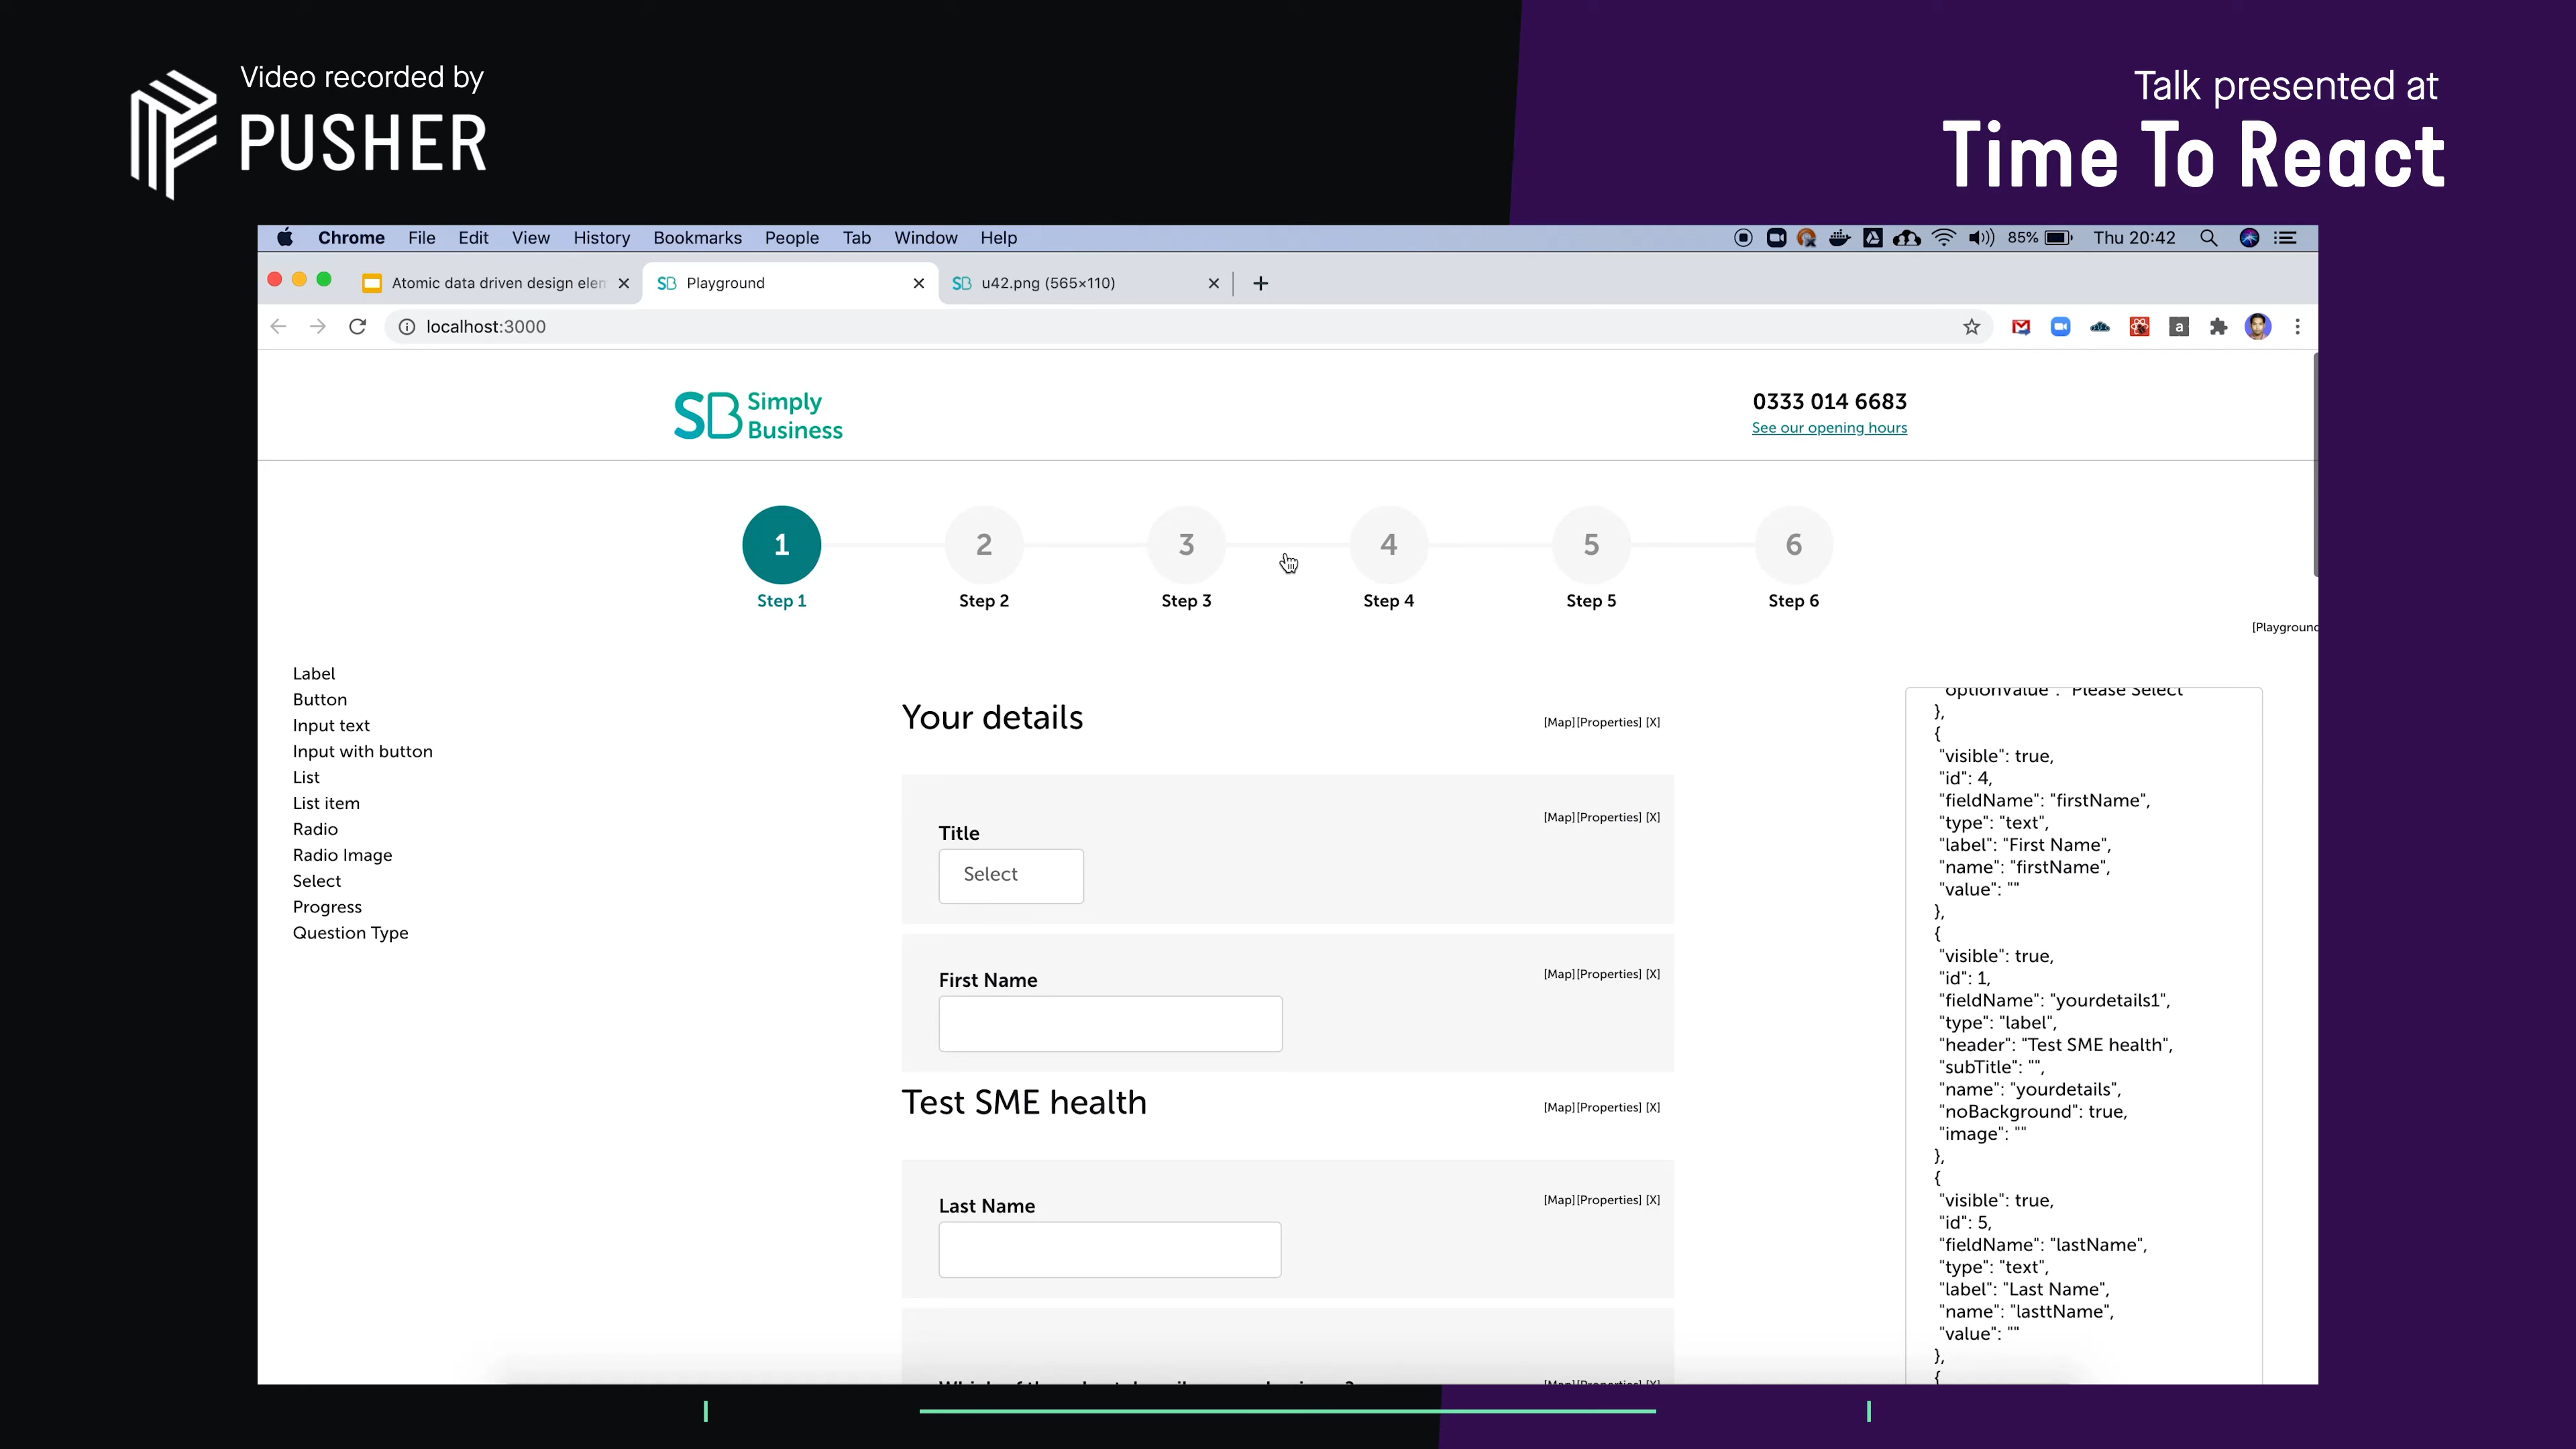 Video recorded by
PUSHER
Talk presented at
Time To React
Chrome File Edit View History Bookmarks People Tab Window Help
85% Thu 20:42
Atomic data driven design elem
Playground
u42.png (565×110)
localhost:3000
Simply
Business
0333 014 6683
See our opening hours
1 2 3 4 5 6
Step 1 Step 2 Step 3 Step 4 Step 5 Step 6
[Playground
Label
Button
Input text
Input with button
List
List item
Radio
Radio Image
Select
Progress
Question Type
Your details
[Map][Properties] [X]
Title
[Map][Properties] [X]
Select
First Name
[Map][Properties] [X]
Test SME health
[Map][Properties] [X]
Last Name
[Map][Properties] [X]
"optionValue": "Please Select"
},
{
"visible": true,
"id": 4,
"fieldName": "firstName",
"type": "text",
"label": "First Name",
"name": "firstName",
"value": ""
},
{
"visible": true,
"id": 1,
"fieldName": "yourdetails1",
"type": "label",
"header": "Test SME health",
"subTitle": "",
"name": "yourdetails",
"noBackground": true,
"image": ""
},
{
"visible": true,
"id": 5,
"fieldName": "lastName",
"type": "text",
"label": "Last Name",
"name": "lasttName",
"value": ""
},
{